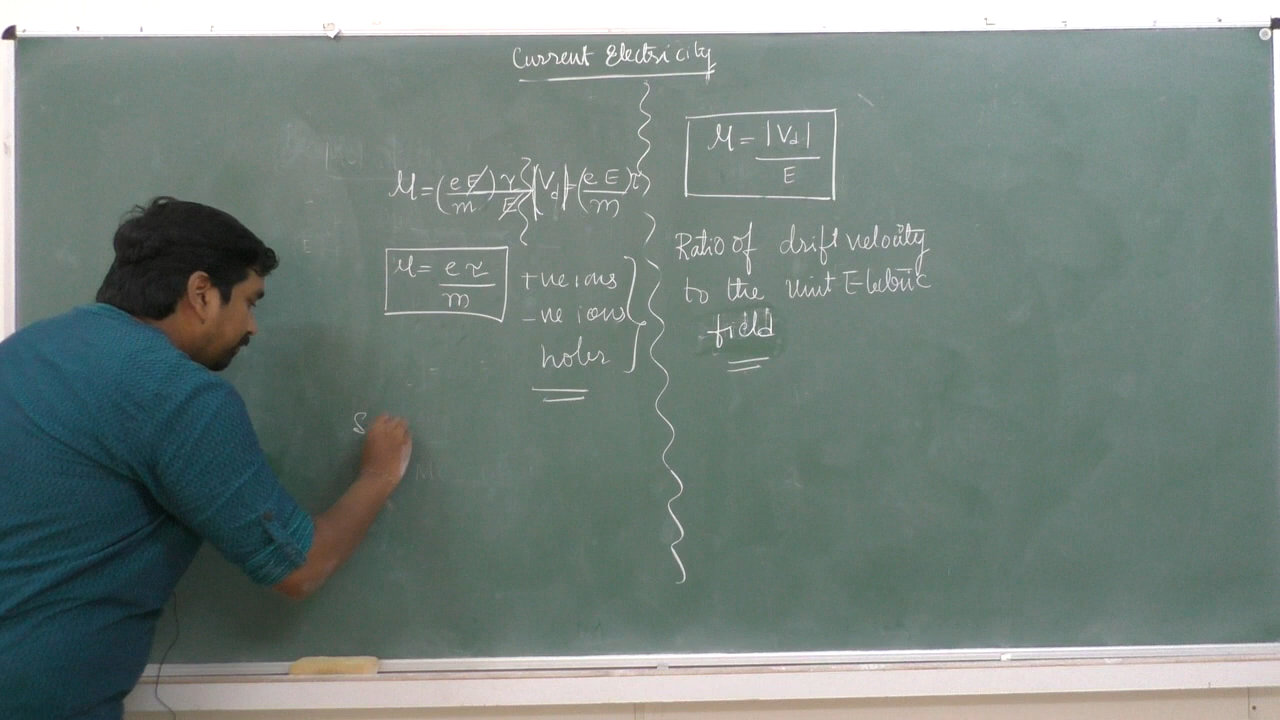 Current Electricity
μ = (eE/m) τ/E
|Vd| = (eE/m)τ
μ = eτ/m
+ve ions
-ve ions
holes
S
μ = |Vd|/E
Ratio of drift velocity
to the unit Electric
field